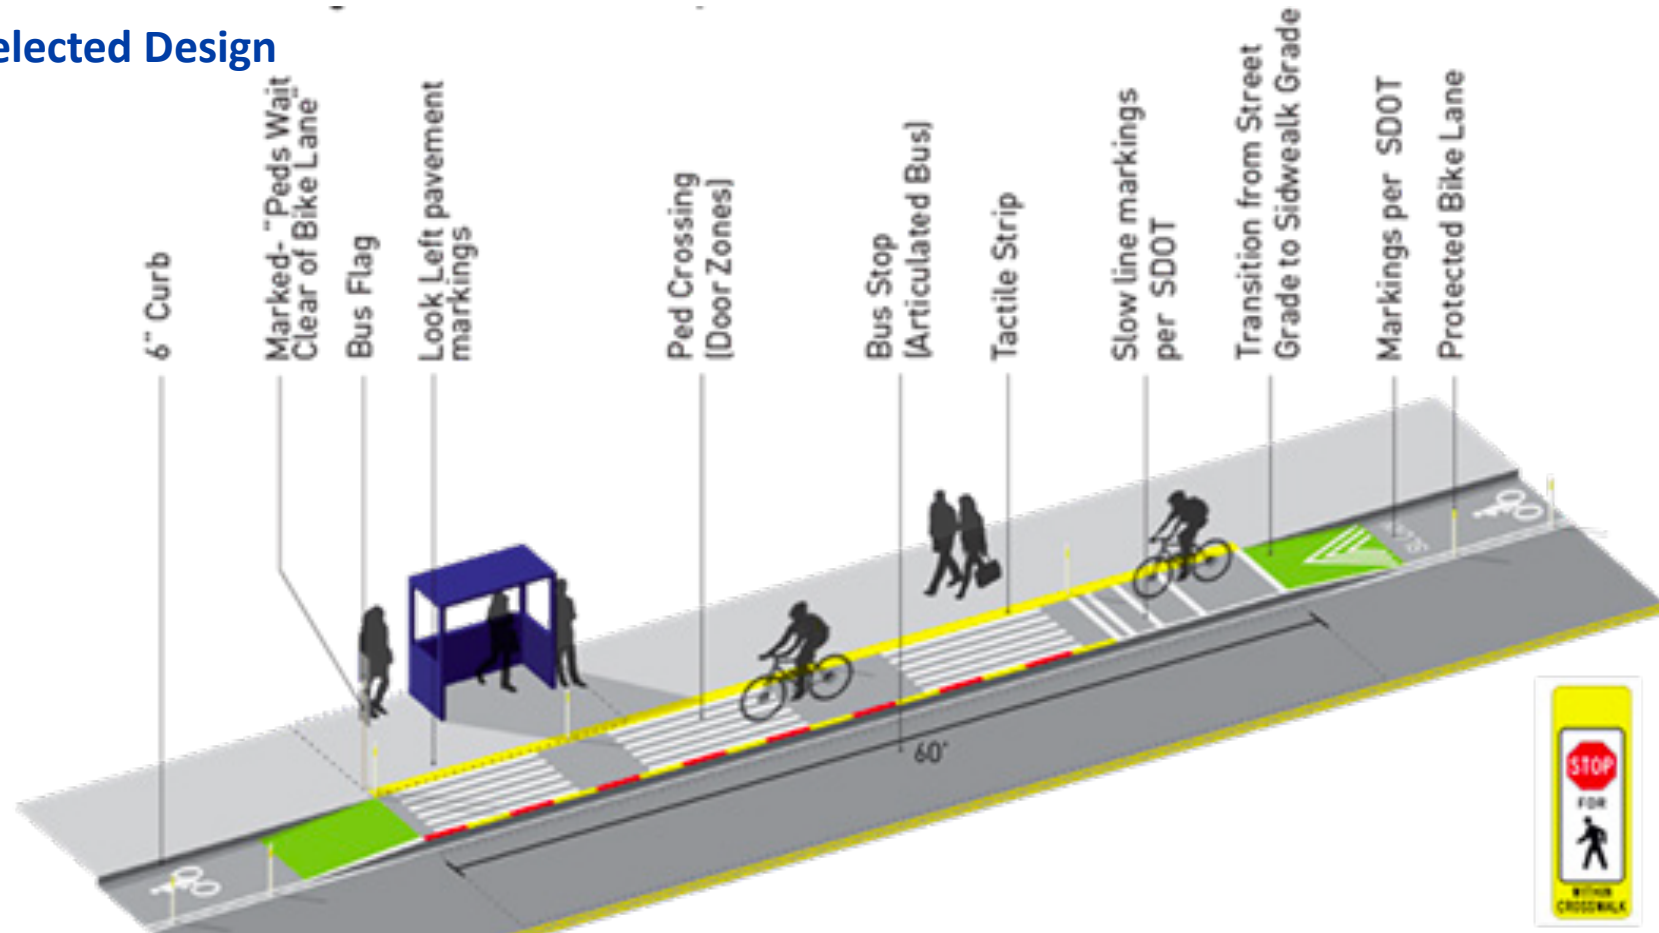 elected Design
6¨ Curb
Marked-¨Peds Wait
Clear of Bike Lane¨
Bus Flag
Look Left pavement
markings
Ped Crossing
(Door Zones)
Bus Stop
(Articulated Bus)
Tactile Strip
Slow line markings
per SDOT
Transition from Street
Grade to Sidwealk Grade
Markings per SDOT
Protected Bike Lane
60'
STOP
FOR
WITHIN
CROSSWALK